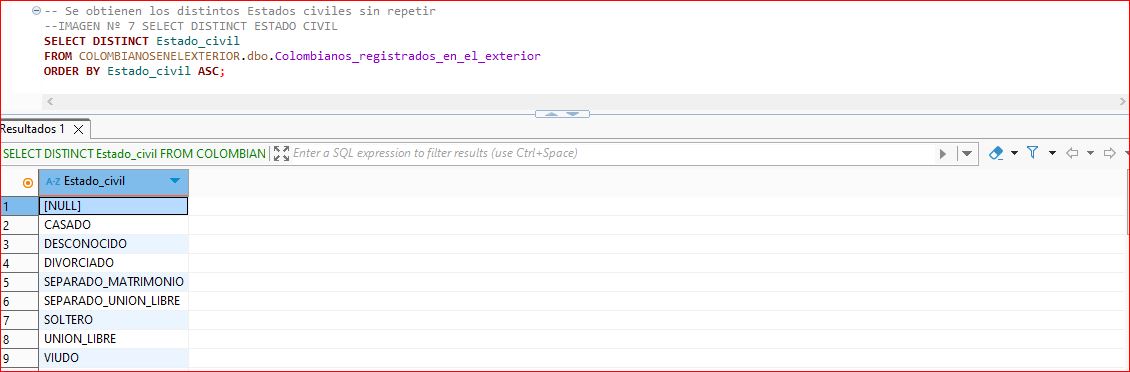 -- Se obtienen los distintos Estados civiles sin repetir
--IMAGEN Nº 7 SELECT DISTINCT ESTADO CIVIL
SELECT DISTINCT Estado_civil
FROM COLOMBIANOSENELEXTERIOR.dbo.Colombianos_registrados_en_el_exterior
ORDER BY Estado_civil ASC;
Resultados 1
SELECT DISTINCT Estado_civil FROM COLOMBIAN Enter a SQL expression to filter results (use Ctrl+Space)
A-Z Estado_civil
1 [NULL]
2 CASADO
3 DESCONOCIDO
4 DIVORCIADO
5 SEPARADO_MATRIMONIO
6 SEPARADO_UNION_LIBRE
7 SOLTERO
8 UNION_LIBRE
9 VIUDO